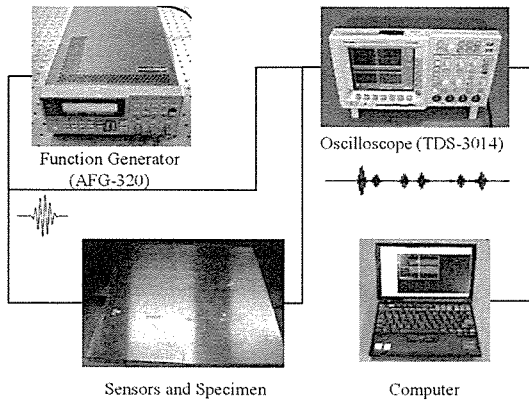 Function Generator
(AFG-320)
Oscilloscope (TDS-3014)
Sensors and Specimen
Computer